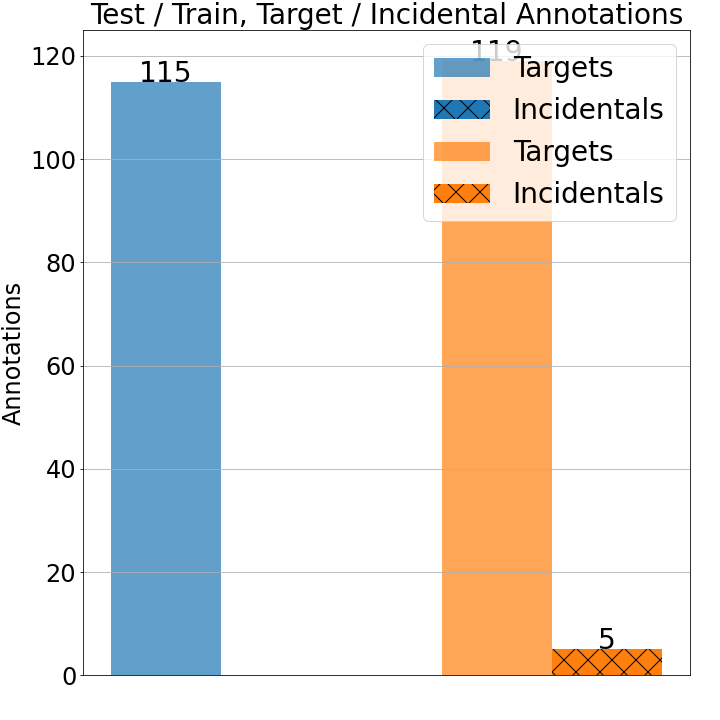 Test / Train, Target / Incidental Annotations
120
100
80
60
40
20
0
Annotations
115
119
5
Targets
Incidentals
Targets
Incidentals